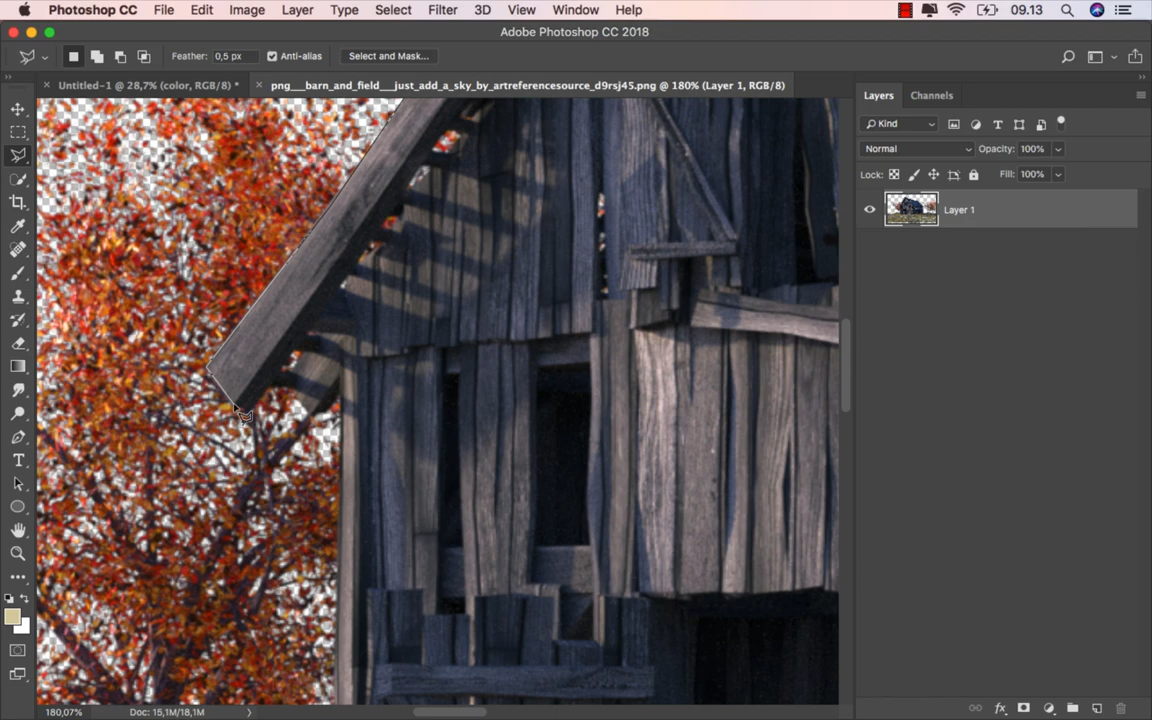 Photoshop CC File Edit Image Layer Type Select Filter 3D View Window Help 09.13
Adobe Photoshop CC 2018
Feather: 0,5 px Anti-alias Select and Mask...
Untitled-1 @ 28,7% (color, RGB/8) * png___barn_and_field___just_add_a_sky_by_artreferencesource_d9rsj45.png @ 180% (Layer 1, RGB/8)
Layers Channels
Kind
Normal Opacity: 100%
Lock: Fill: 100%
Layer 1
180,07% Doc: 15,1M/18,1M